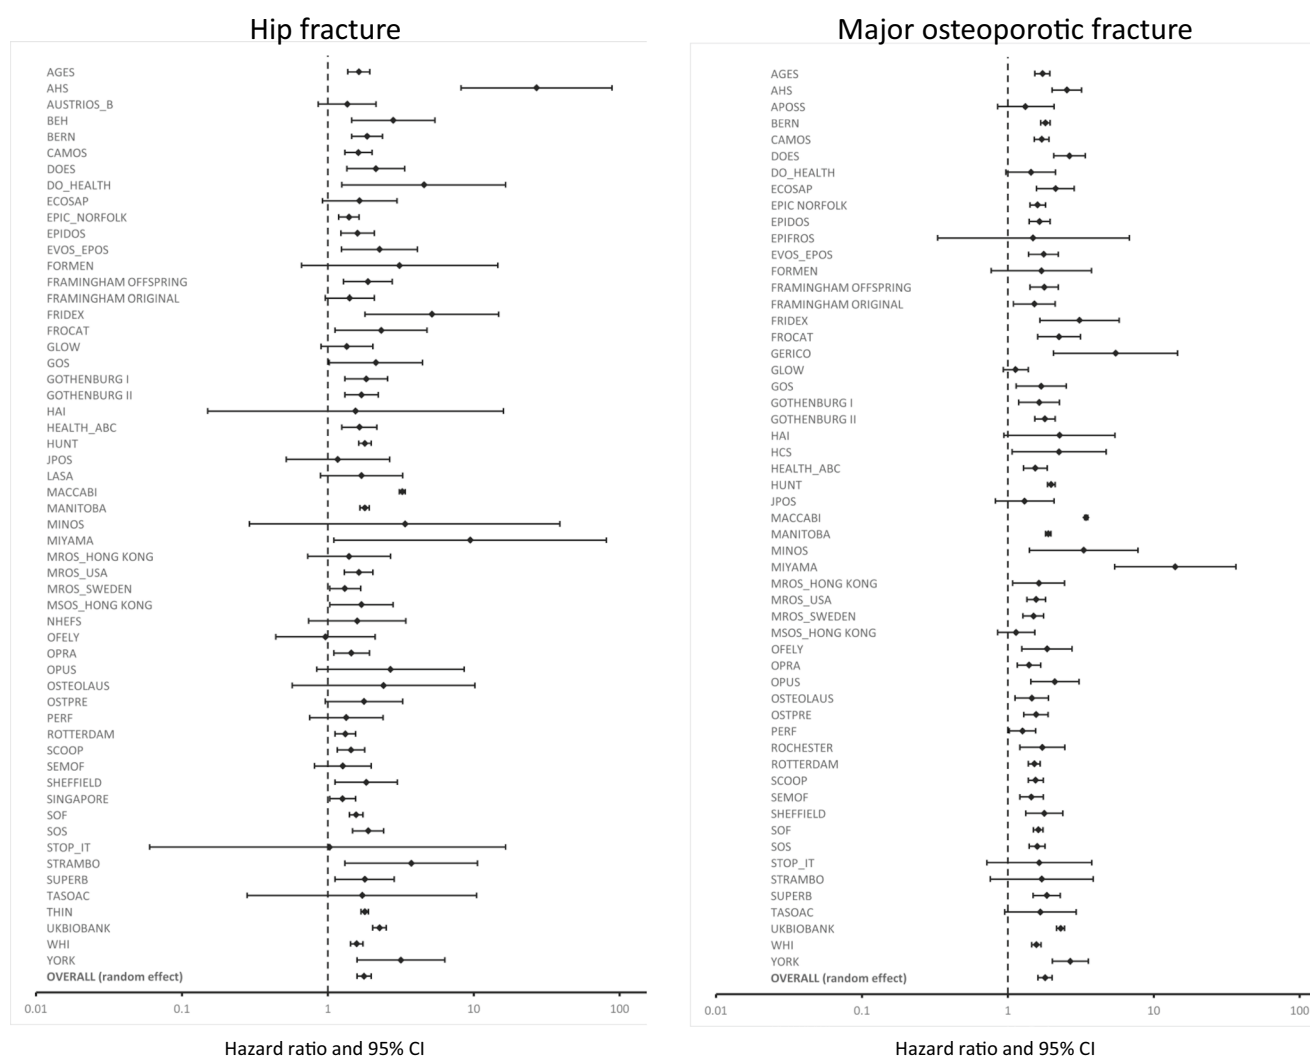 Hip fracture
AGES
AHS
AUSTRIOS_B
BEH
BERN
CAMOS
DOES
DO_HEALTH
ECOSAP
EPIC_NORFOLK
EPIDOS
EVOS_EPOS
FORMEN
FRAMINGHAM OFFSPRING
FRAMINGHAM ORIGINAL
FRIDEX
FROCAT
GLOW
GOS
GOTHENBURG I
GOTHENBURG II
HAI
HEALTH_ABC
HUNT
JPOS
LASA
MACCABI
MANITOBA
MINOS
MIYAMA
MROS_HONG KONG
MROS_USA
MROS_SWEDEN
MSOS_HONG KONG
NHEFS
OFELY
OPRA
OPUS
OSTEOLAUS
OSTPRE
PERF
ROTTERDAM
SCOOP
SEMOF
SHEFFIELD
SINGAPORE
SOF
SOS
STOP_IT
STRAMBO
SUPERB
TASOAC
THIN
UKBIOBANK
WHI
YORK
OVERALL (random effect)
0.01 0.1 1 10 100
Hazard ratio and 95% CI
Major osteoporotic fracture
AGES
AHS
APOSS
BERN
CAMOS
DOES
DO_HEALTH
ECOSAP
EPIC NORFOLK
EPIDOS
EPIFROS
EVOS_EPOS
FORMEN
FRAMINGHAM OFFSPRING
FRAMINGHAM ORIGINAL
FRIDEX
FROCAT
GERICO
GLOW
GOS
GOTHENBURG I
GOTHENBURG II
HAI
HCS
HEALTH_ABC
HUNT
JPOS
MACCABI
MANITOBA
MINOS
MIYAMA
MROS_HONG KONG
MROS_USA
MROS_SWEDEN
MSOS_HONG KONG
OFELY
OPRA
OPUS
OSTEOLAUS
OSTPRE
PERF
ROCHESTER
ROTTERDAM
SCOOP
SEMOF
SHEFFIELD
SOF
SOS
STOP_IT
STRAMBO
SUPERB
TASOAC
UKBIOBANK
WHI
YORK
OVERALL (random effect)
0.01 0.1 1 10 100
Hazard ratio and 95% CI